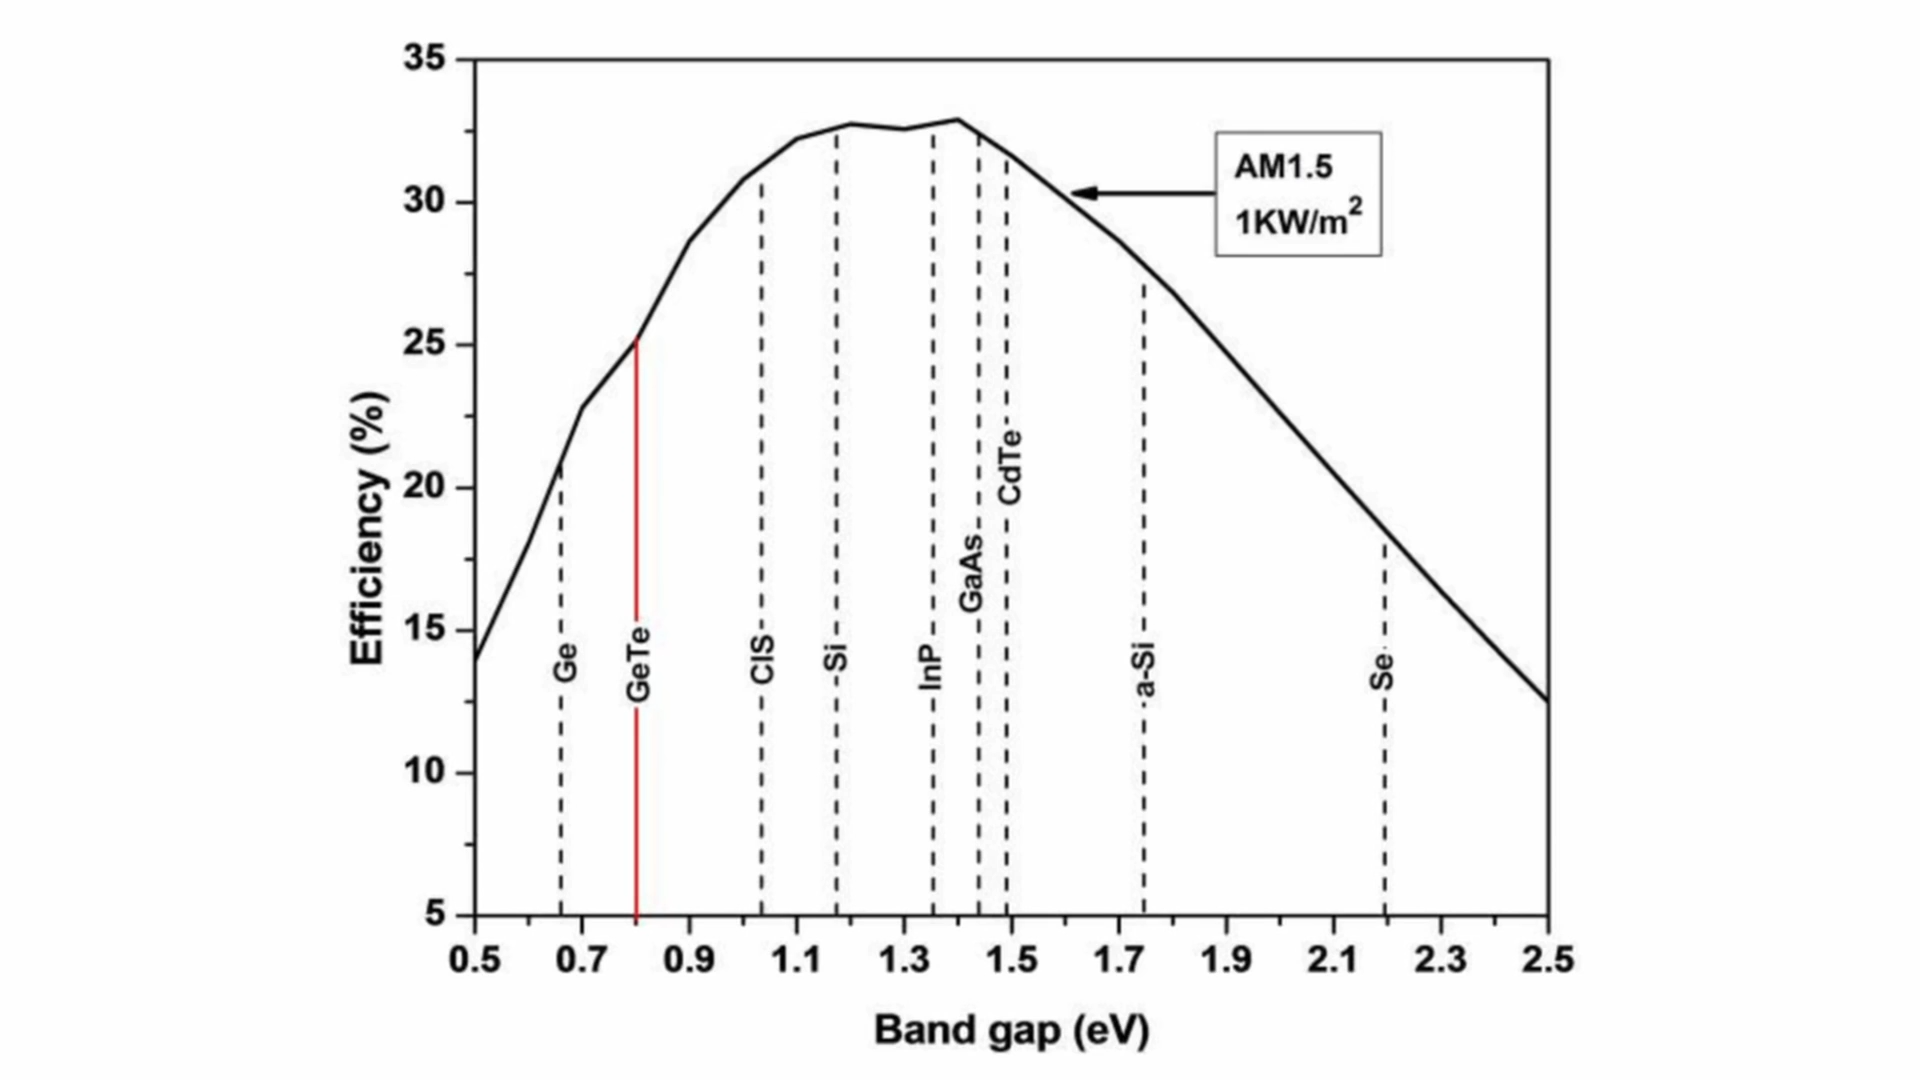 35
30
25
20
15
10
5
Efficiency (%)
AM1.5
1KW/m²
Ge
GeTe
CIS
Si
InP
GaAs
CdTe
a-Si
Se
0.5 0.7 0.9 1.1 1.3 1.5 1.7 1.9 2.1 2.3 2.5
Band gap (eV)